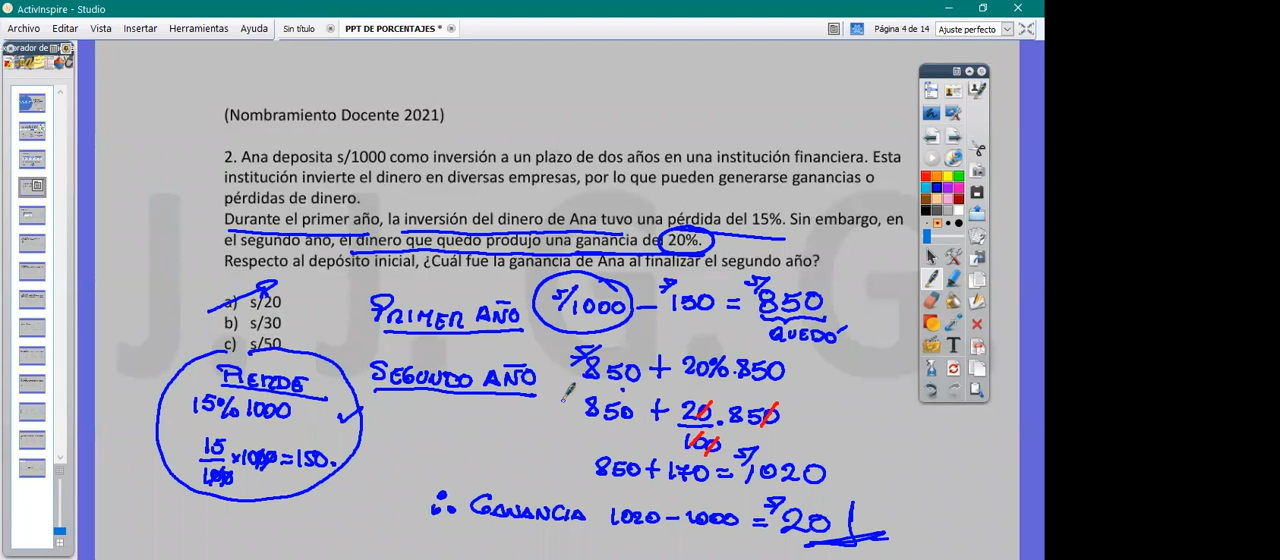 ActivInspire - Studio
Archivo Editar Vista Insertar Herramientas Ayuda Sin título PPT DE PORCENTAJES * Página 4 de 14 Ajuste perfecto
orador de
(Nombramiento Docente 2021)
2. Ana deposita s/1000 como inversión a un plazo de dos años en una institución financiera. Esta
institución invierte el dinero en diversas empresas, por lo que pueden generarse ganancias o
pérdidas de dinero.
Durante el primer año, la inversión del dinero de Ana tuvo una pérdida del 15%. Sin embargo, en
el segundo año, el dinero que quedo produjo una ganancia del 20%.
Respecto al depósito inicial, ¿Cuál fue la ganancia de Ana al finalizar el segundo año?
a) s/20
b) s/30
c) s/50
PRIMER AÑO S/1000 - S/150 = S/850
QUEDÓ
SEGUNDO AÑO S/850 + 20%.850
850 + 20/100 . 850
850 + 170 = S/1020
∴ GANANCIA 1020 - 1000 = S/20
PIERDE
15% 1000
15/100 × 1000 = 150.
J. J. G. G